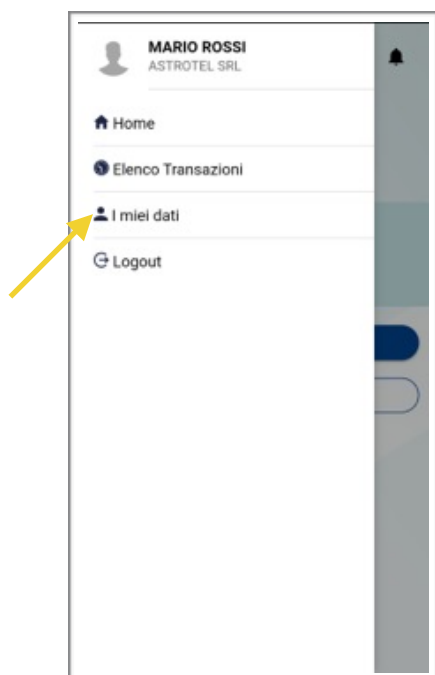 MARIO ROSSI
ASTROTEL SRL
Home
Elenco Transazioni
I miei dati
Logout